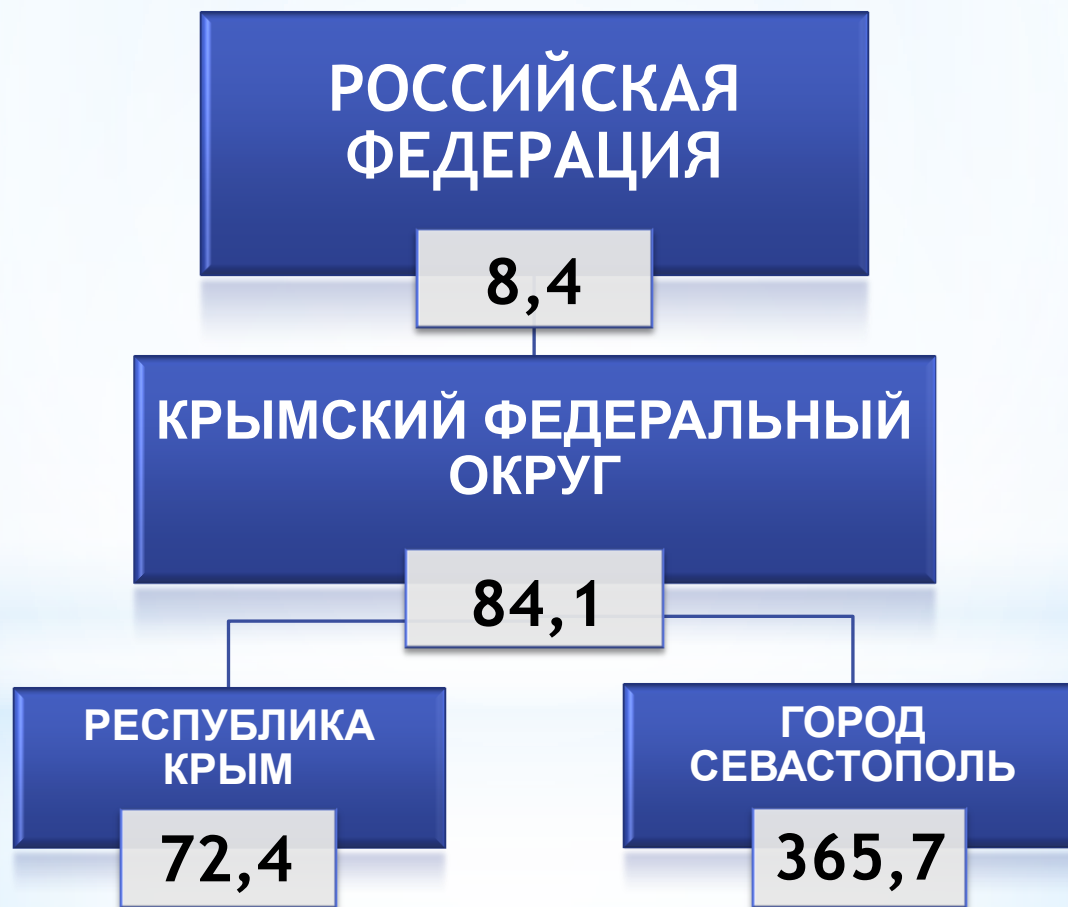 РОССИЙСКАЯ
ФЕДЕРАЦИЯ
8,4
КРЫМСКИЙ ФЕДЕРАЛЬНЫЙ
ОКРУГ
84,1
РЕСПУБЛИКА
КРЫМ
72,4
ГОРОД
СЕВАСТОПОЛЬ
365,7